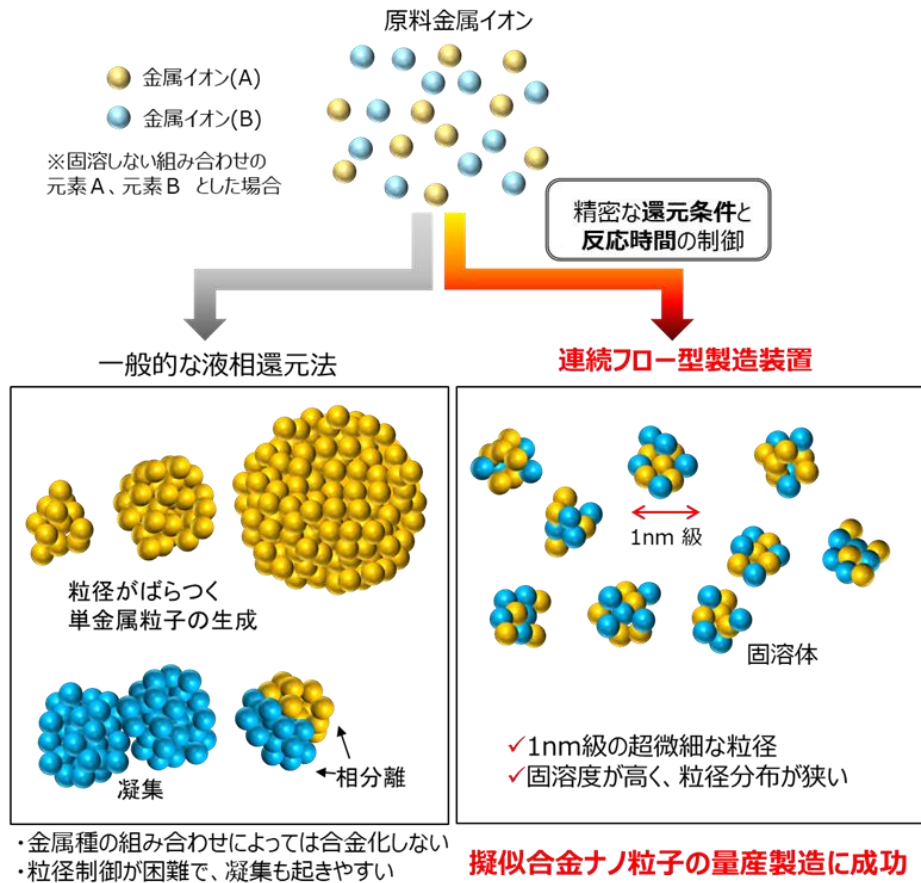 原料金属イオン
金属イオン(A)
金属イオン(B)
※固溶しない組み合わせの
元素A、元素B とした場合
精密な還元条件と
反応時間の制御
一般的な液相還元法
連続フロー型製造装置
粒径がばらつく
単金属粒子の生成
凝集
相分離
1nm 級
固溶体
✓1nm級の超微細な粒径
✓固溶度が高く、粒径分布が狭い
・金属種の組み合わせによっては合金化しない
・粒径制御が困難で、凝集も起きやすい
擬似合金ナノ粒子の量産製造に成功